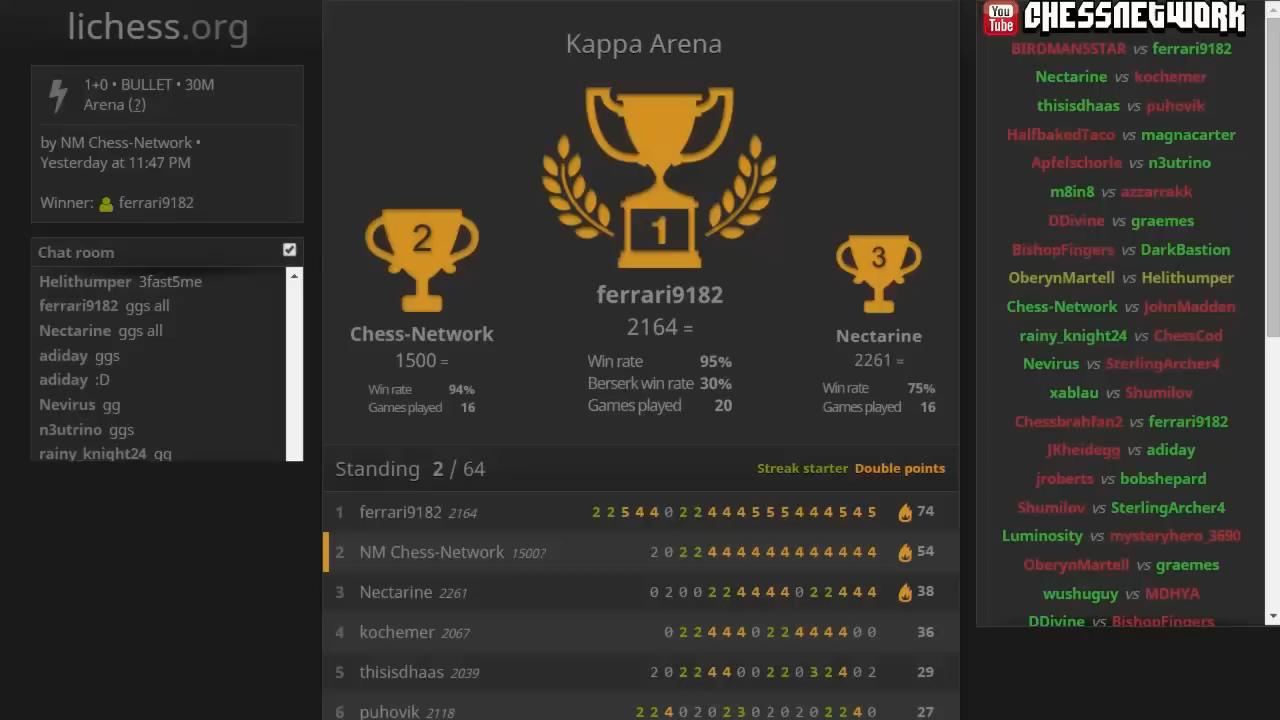 lichess.org
1+0 • BULLET • 30M
Arena (?)
by NM Chess-Network •
Yesterday at 11:47 PM
Winner: ferrari9182
Chat room
Helithumper 3fast5me
ferrari9182 ggs all
Nectarine ggs all
adiday ggs
adiday :D
Nevirus gg
n3utrino ggs
rainy_knight24 gg
Kappa Arena
2
1
3
ferrari9182
2164 =
Win rate 95%
Berserk win rate 30%
Games played 20
Chess-Network
1500 =
Win rate 94%
Games played 16
Nectarine
2261 =
Win rate 75%
Games played 16
Standing 2 / 64 Streak starter Double points
1 ferrari9182 2164 2 2 5 4 4 0 2 2 4 4 4 5 5 5 4 4 4 5 4 5 74
2 NM Chess-Network 1500? 2 0 2 2 4 4 4 4 4 4 4 4 4 4 4 4 54
3 Nectarine 2261 0 2 0 0 2 2 4 4 4 4 0 2 2 4 4 4 38
4 kochemer 2067 0 2 2 4 4 4 0 2 2 4 4 4 4 0 0 36
5 thisisdhaas 2039 2 0 2 2 4 4 0 0 2 2 0 3 2 4 0 2 29
6 puhovik 2118 2 2 4 0 2 0 2 3 0 2 0 2 0 2 2 4 0 27
You Tube CHESSNETWORK
BIRDMAN5STAR vs ferrari9182
Nectarine vs kochemer
thisisdhaas vs puhovik
HalfbakedTaco vs magnacarter
Apfelschorle vs n3utrino
m8in8 vs azzarrakk
DDivine vs graemes
BishopFingers vs DarkBastion
OberynMartell vs Helithumper
Chess-Network vs JohnMadden
rainy_knight24 vs ChessCod
Nevirus vs SterlingArcher4
xablau vs Shumilov
Chessbrahfan2 vs ferrari9182
JKheidegg vs adiday
jroberts vs bobshepard
Shumilov vs SterlingArcher4
Luminosity vs mysteryhero_3690
OberynMartell vs graemes
wushuguy vs MDHYA
DDivine vs BishopFingers